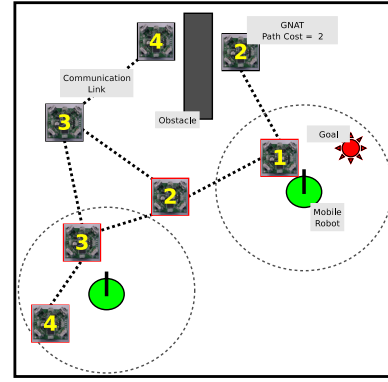 4
2
GNAT
Path Cost = 2
Communication
Link
3
Obstacle
Goal
1
2
Mobile
Robot
3
4